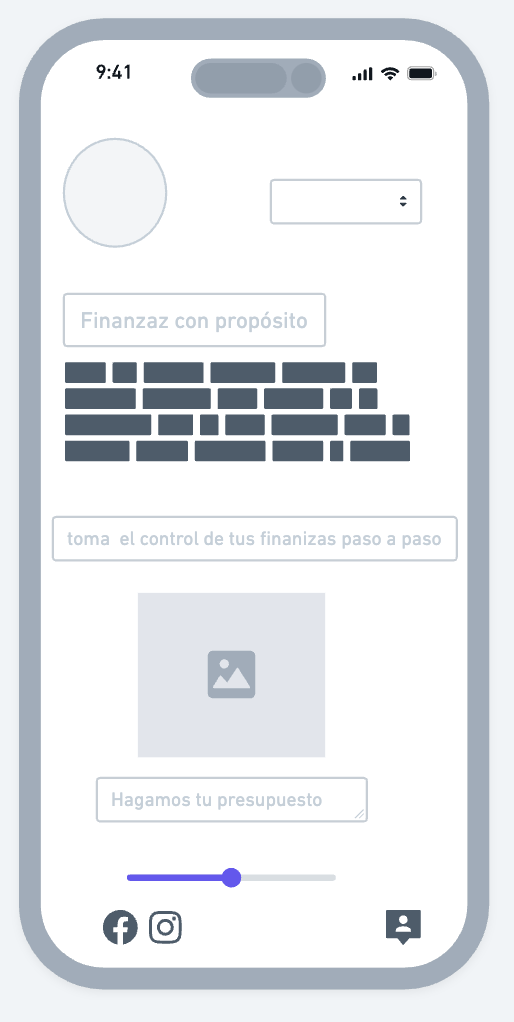 9:41
Finanzaz con propósito
toma  el control de tus finanizas paso a paso
Hagamos tu presupuesto